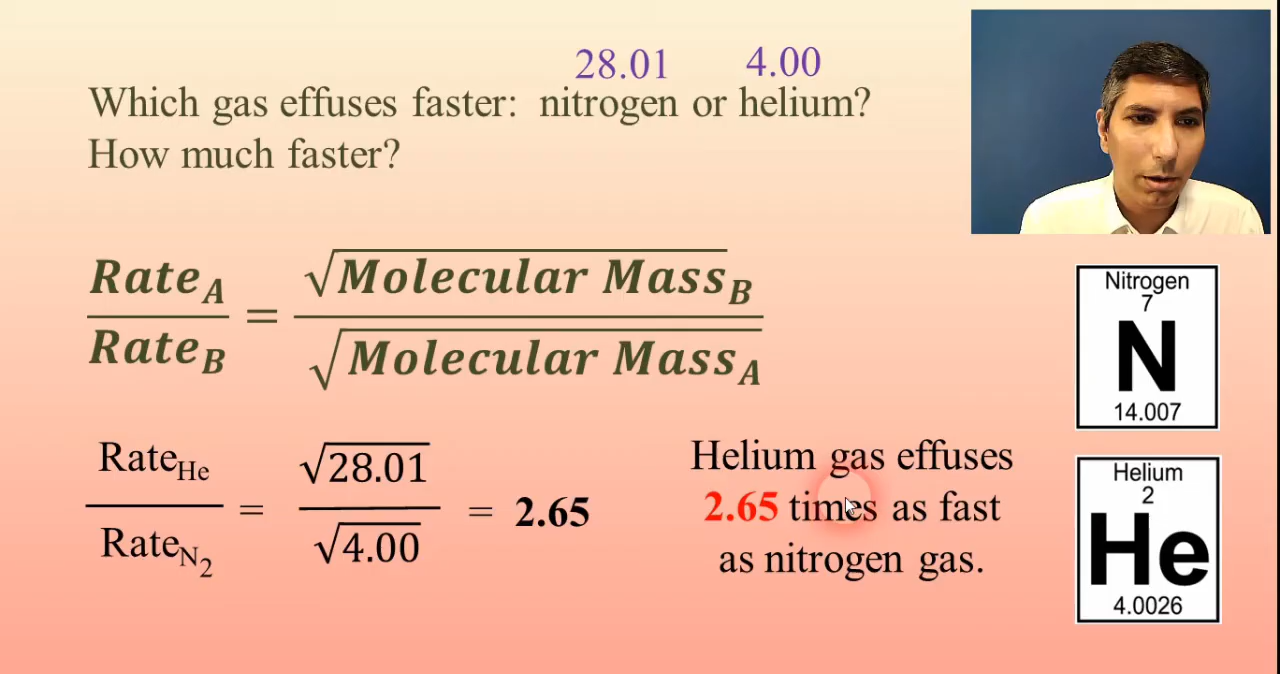 28.01 4.00
Which gas effuses faster: nitrogen or helium?
How much faster?
Rate_A / Rate_B = √Molecular Mass_B / √Molecular Mass_A
Rate_He / Rate_N₂ = √28.01 / √4.00 = 2.65
Helium gas effuses
2.65 times as fast
as nitrogen gas.
Nitrogen
7
N
14.007
Helium
2
He
4.0026